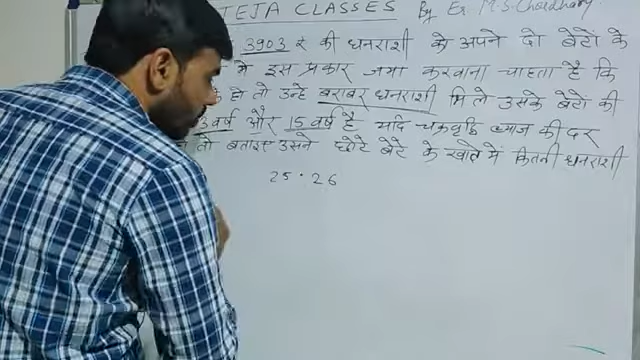 TEJA CLASSES By Er. M.S. Choudhary
3903 ₹ की धनराशी को अपने दो बेटों के
मे इस प्रकार जमा करवाना चाहता है कि
हो तो उन्हे बराबर धनराशी मिले उसके बेटों की
3 वर्ष और 15 वर्ष है यदि चक्रवृद्धि ब्याज की दर
तो बताइए उसने छोटे बेटे के खाते में कितनी धनराशी
25 · 26